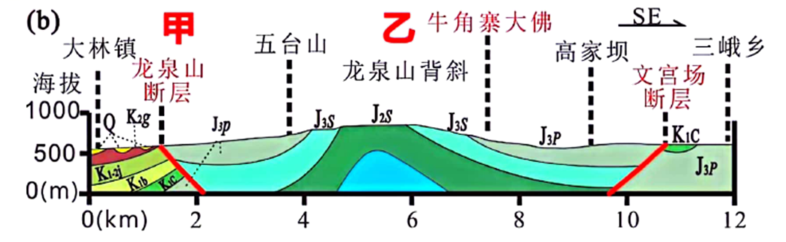 (b)
甲
乙
牛角寨大佛
SE
大林镇
五台山
高家坝
三峨乡
海拔
龙泉山
断层
龙泉山背斜
文宫场
断层
1000
500
0(m)
Q
K₂g
J₃p
J₃s
J₂s
J₃s
J₃p
K₁c
J₃p
K₁₋₂j
K₁b
K₁c
0(km)
2
4
6
8
10
12